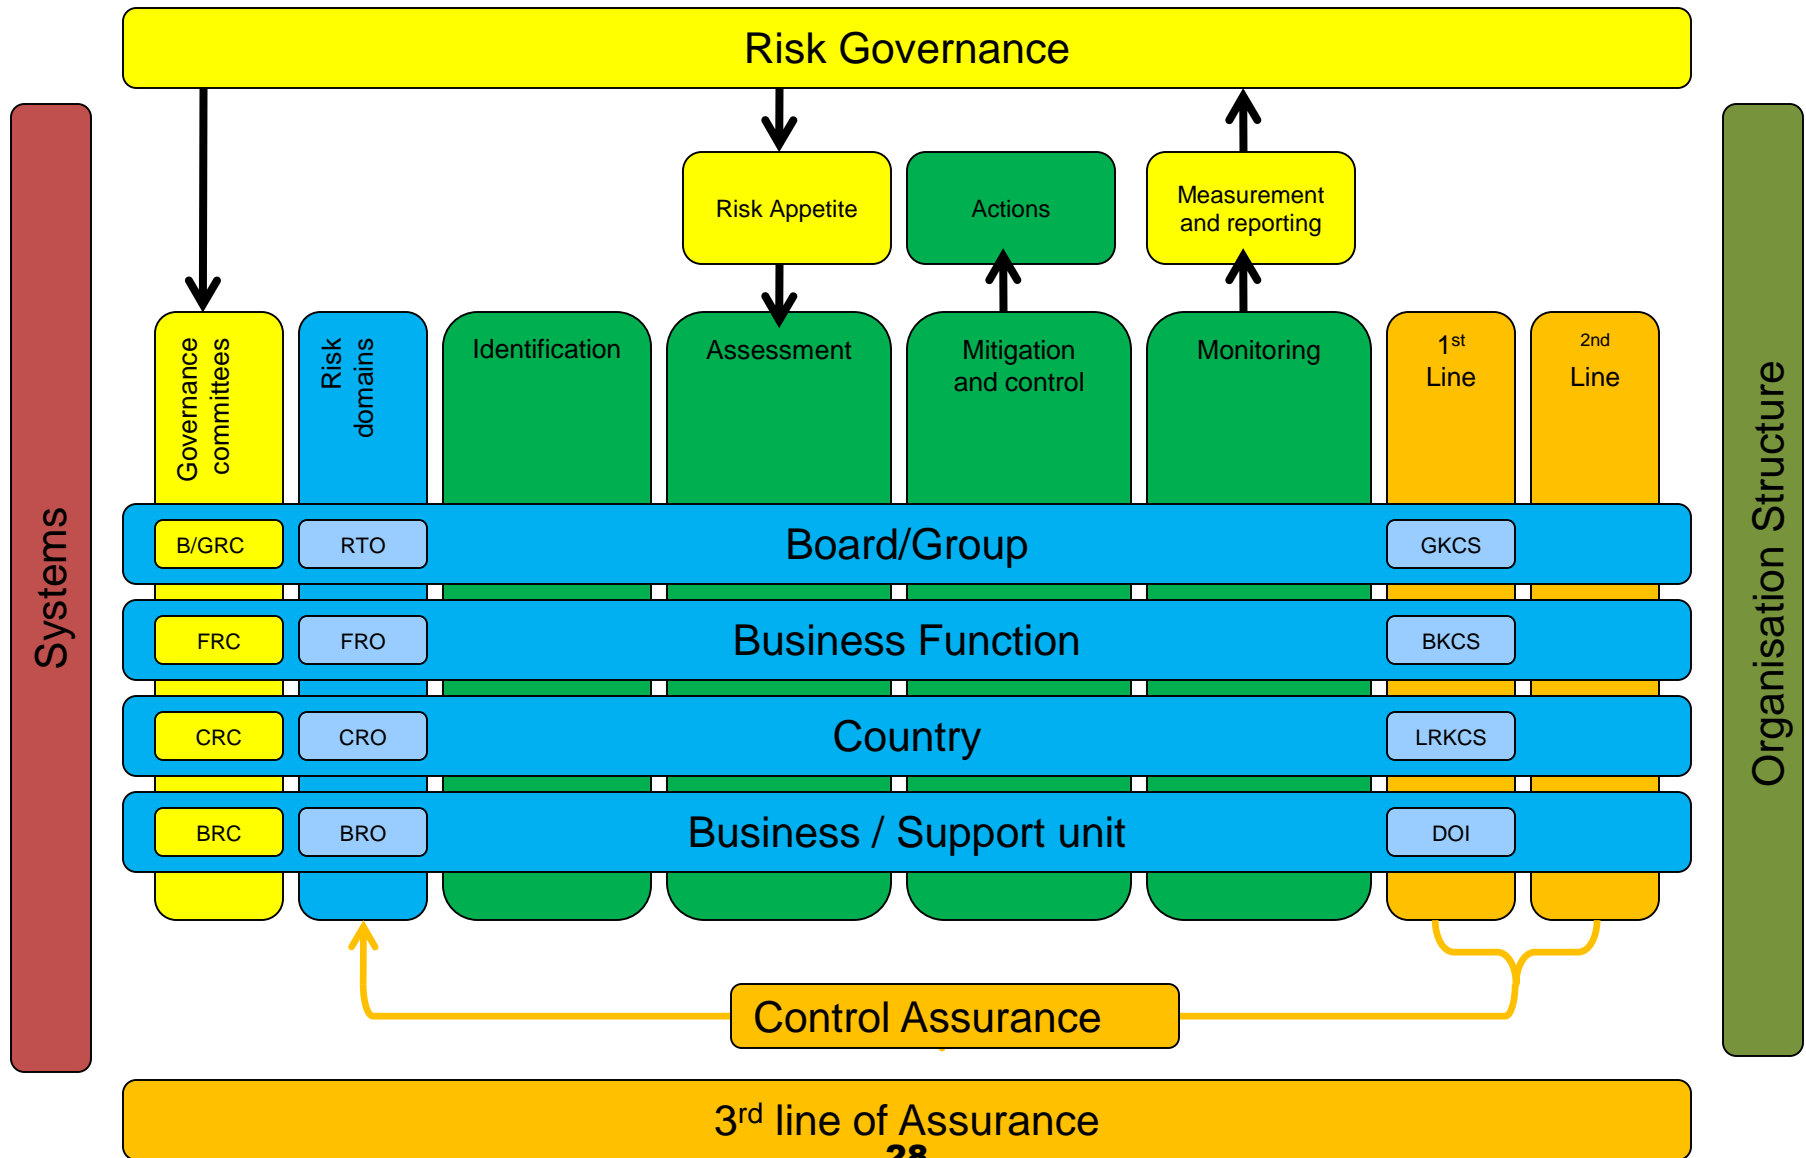 Risk Governance
Systems
Organisation Structure
Risk Appetite
Actions
Measurement
and reporting
Governance
committees
Risk
domains
Identification
Assessment
Mitigation
and control
Monitoring
1st
Line
2nd
Line
B/GRC
RTO
Board/Group
GKCS
FRC
FRO
Business Function
BKCS
CRC
CRO
Country
LRKCS
BRC
BRO
Business / Support unit
DOI
Control Assurance
3rd line of Assurance
28